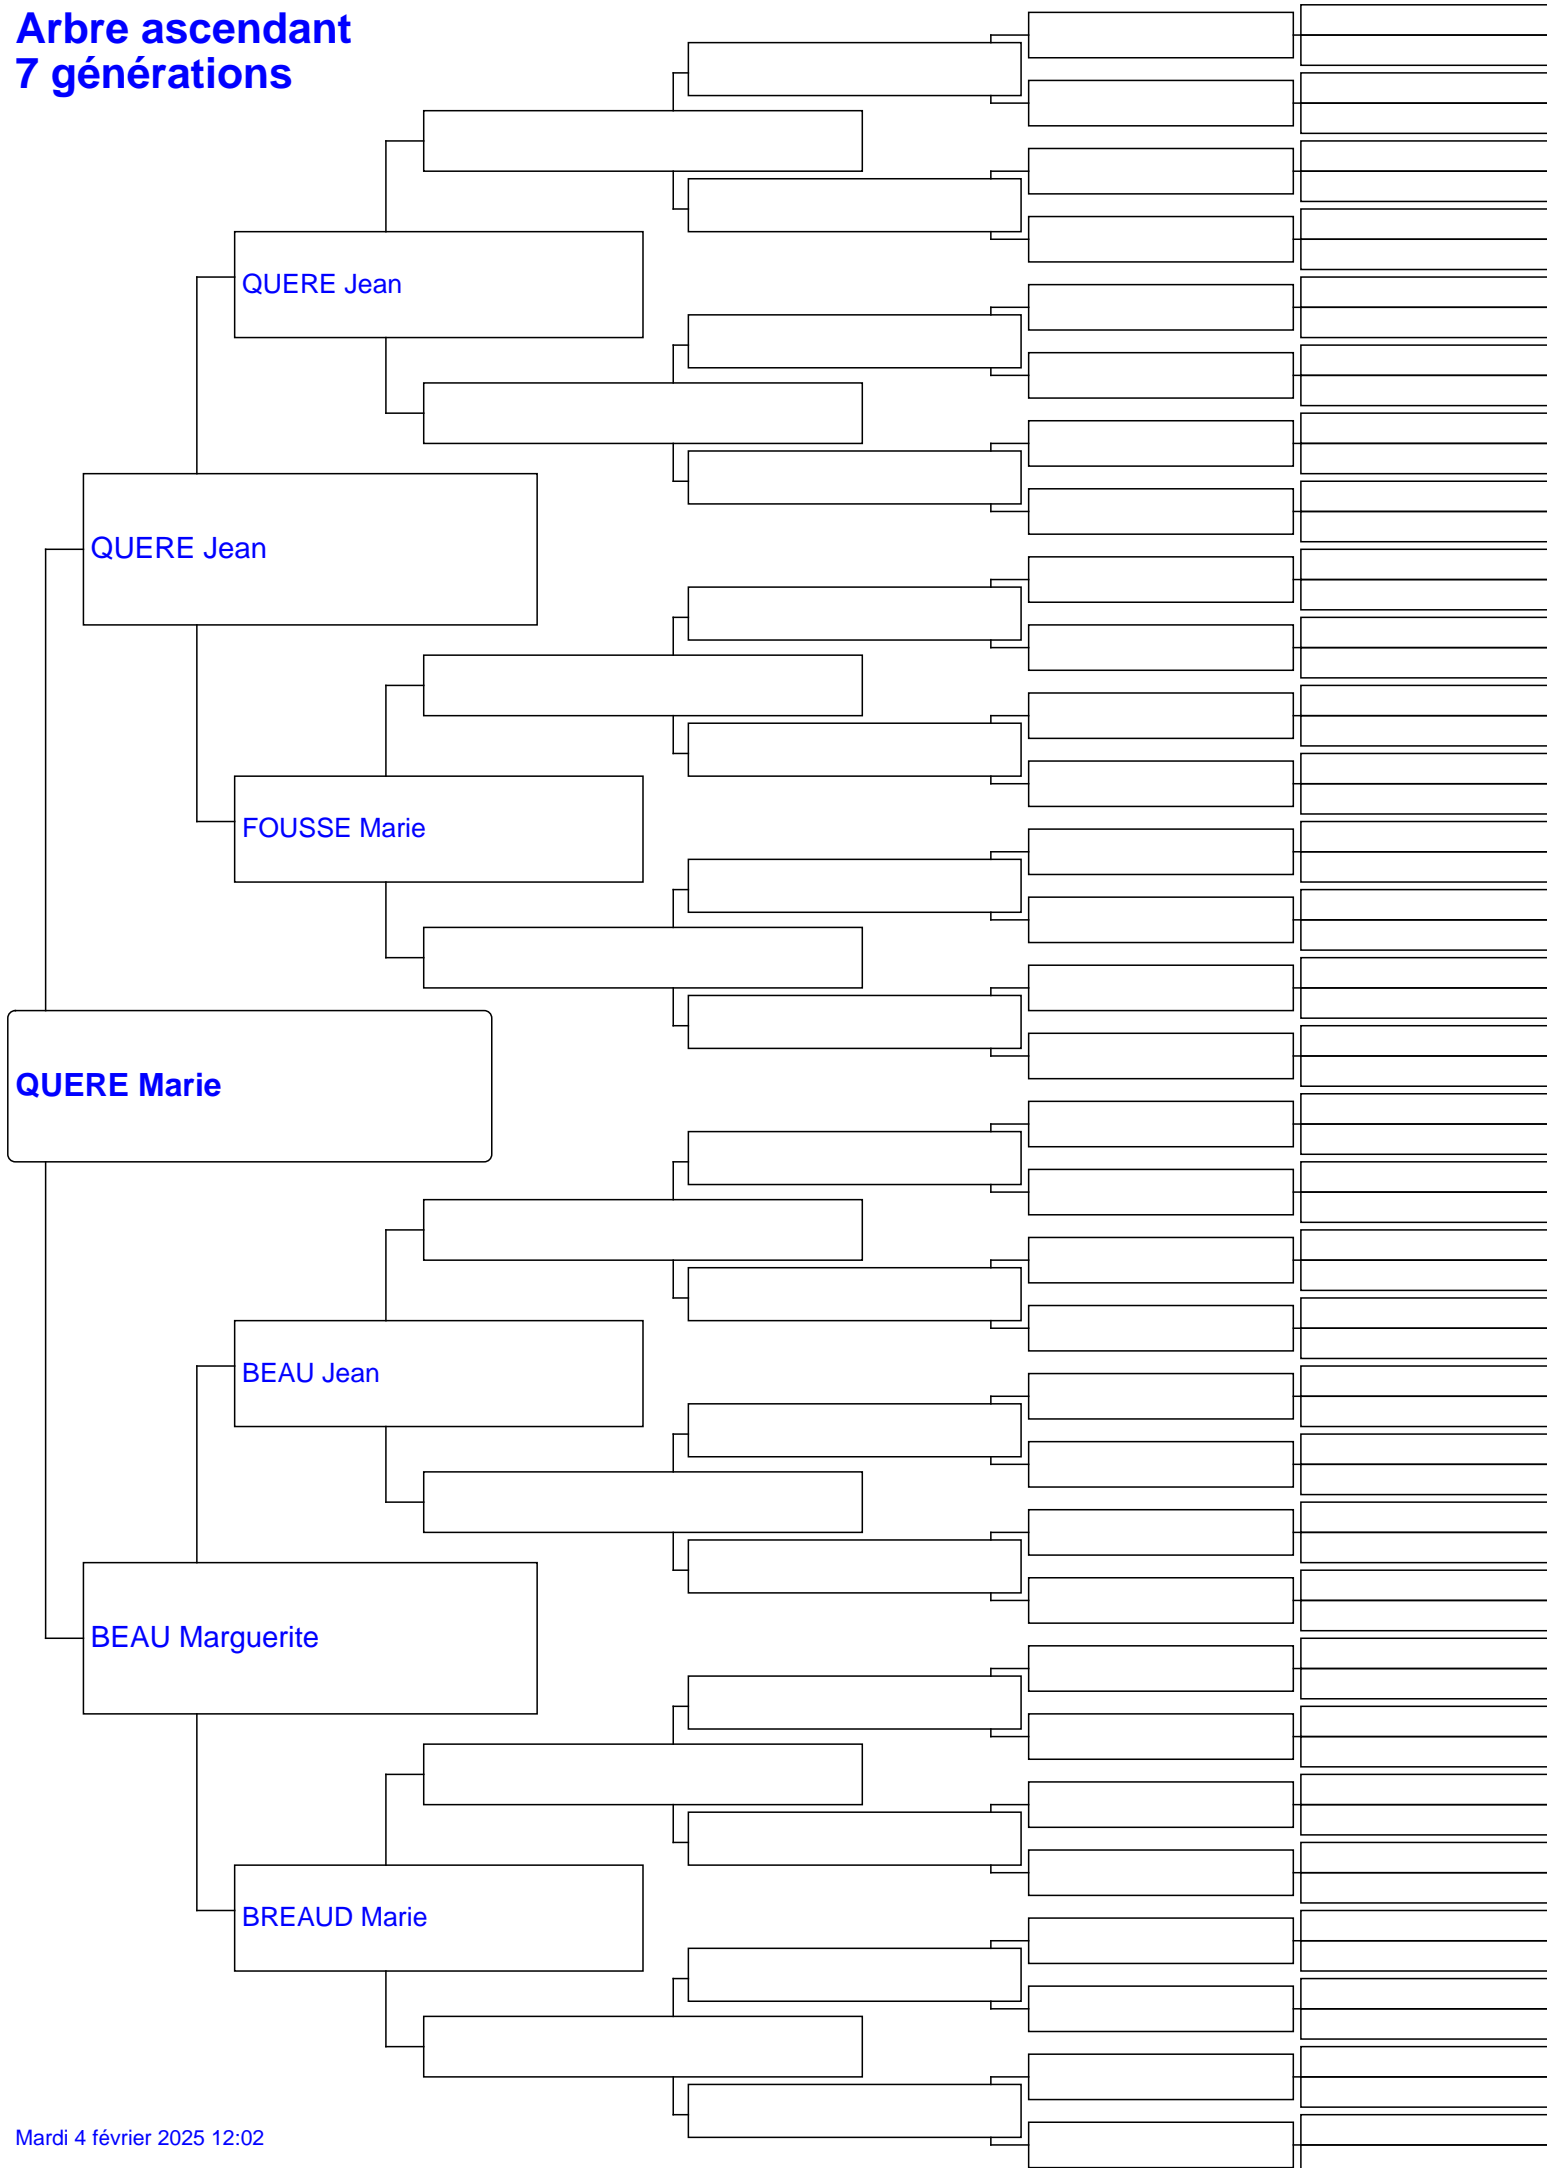 Arbre ascendant
7 générations
QUERE Jean
QUERE Jean
FOUSSE Marie
QUERE Marie
BEAU Jean
BEAU Marguerite
BREAUD Marie
Mardi 4 février 2025 12:02